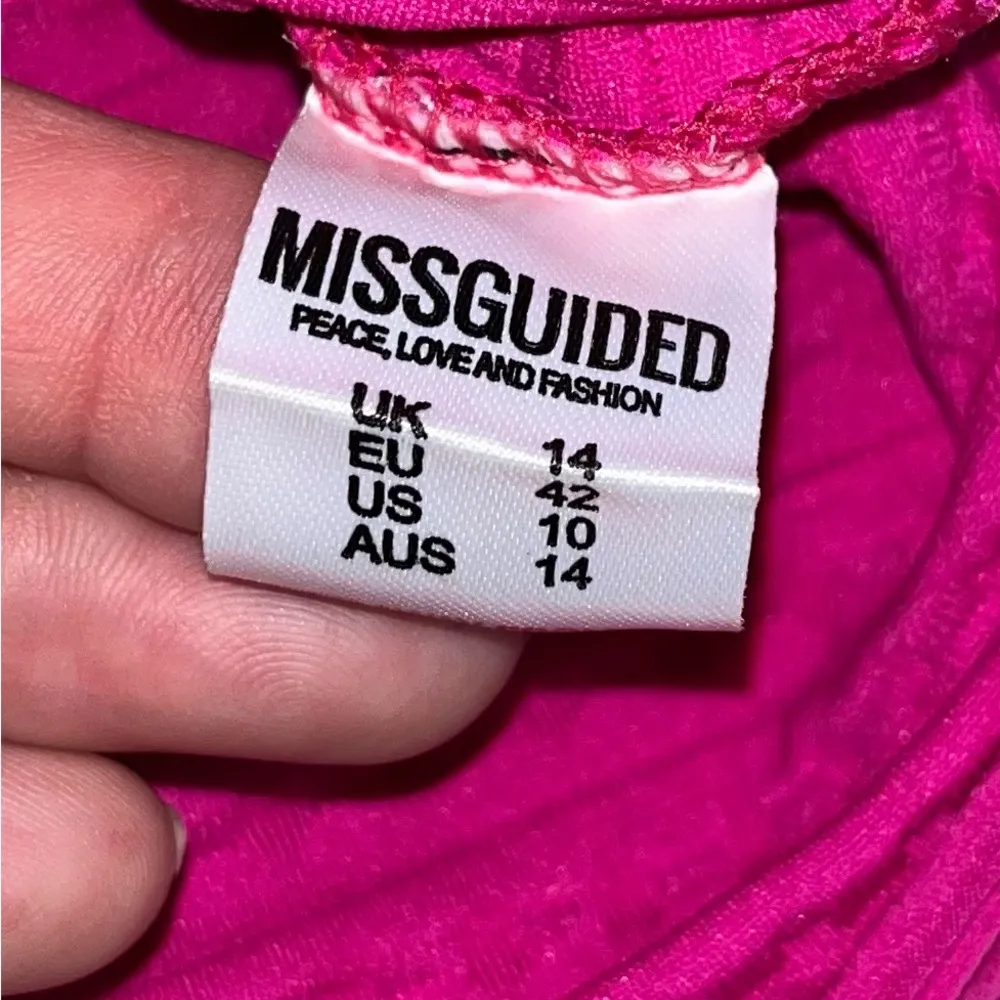 MISSGUIDED
PEACE, LOVE AND FASHION
UK 14
EU 42
US 10
AUS 14